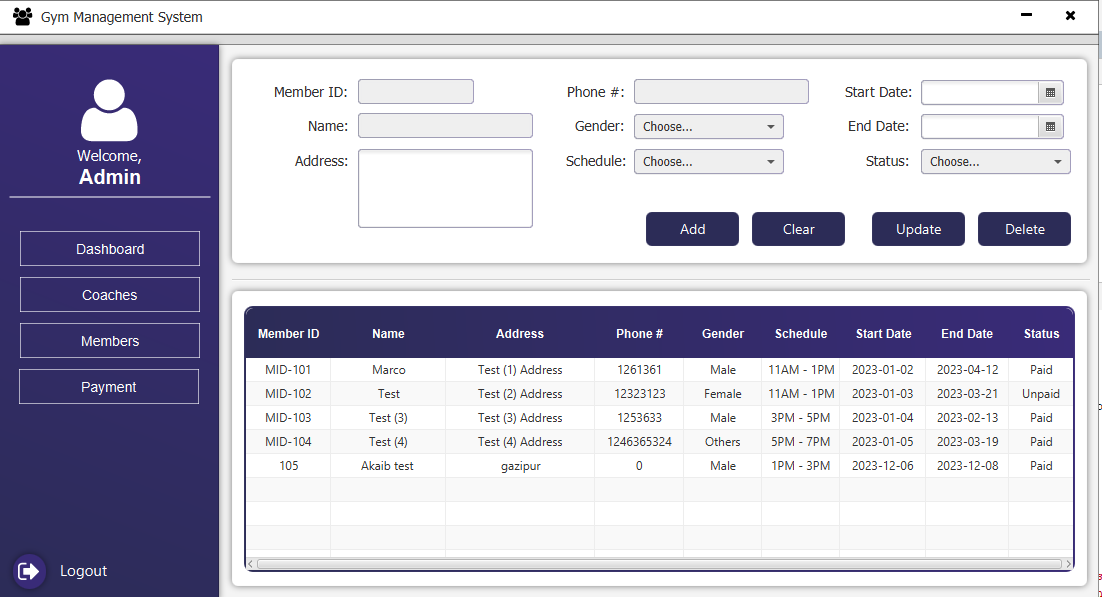 Gym Management System
Welcome,
Admin
Dashboard
Coaches
Members
Payment
Logout
Member ID: Phone #: Start Date:
Name: Gender: Choose... End Date:
Address: Schedule: Choose... Status: Choose...
Add Clear Update Delete
Member ID Name Address Phone # Gender Schedule Start Date End Date Status
MID-101 Marco Test (1) Address 1261361 Male 11AM - 1PM 2023-01-02 2023-04-12 Paid
MID-102 Test Test (2) Address 12323123 Female 11AM - 1PM 2023-01-03 2023-03-21 Unpaid
MID-103 Test (3) Test (3) Address 1253633 Male 3PM - 5PM 2023-01-04 2023-02-13 Paid
MID-104 Test (4) Test (4) Address 1246365324 Others 5PM - 7PM 2023-01-05 2023-03-19 Paid
105 Akaib test gazipur 0 Male 1PM - 3PM 2023-12-06 2023-12-08 Paid